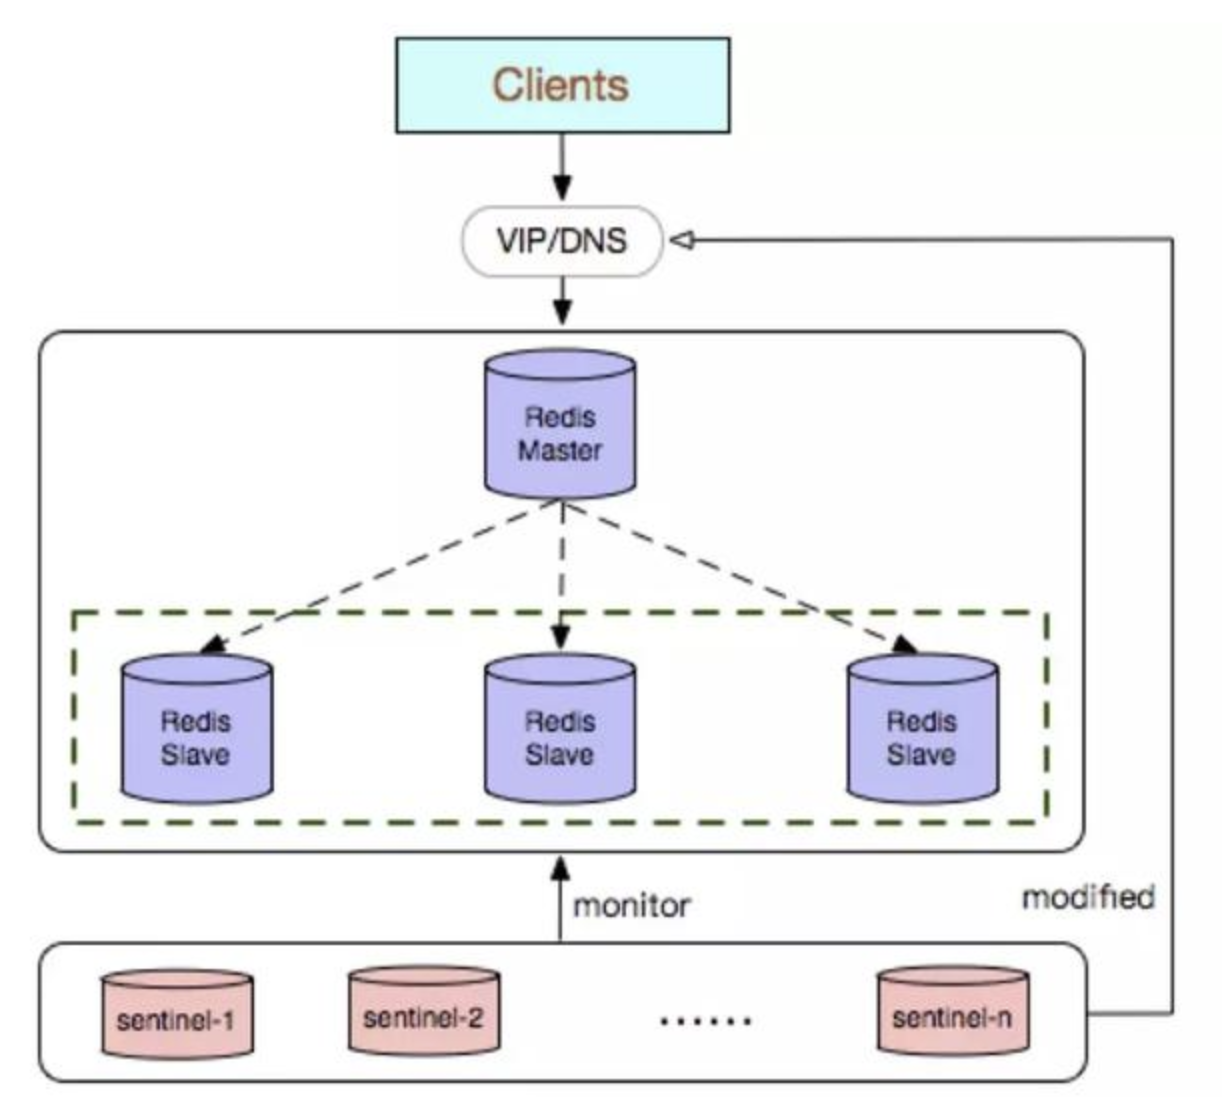 Clients
VIP/DNS
Redis
Master
Redis
Slave
Redis
Slave
Redis
Slave
monitor
modified
sentinel-1
sentinel-2
......
sentinel-n